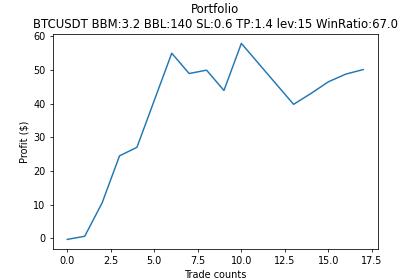 Portfolio
BTCUSDT BBM:3.2 BBL:140 SL:0.6 TP:1.4 lev:15 WinRatio:67.0
60
50
40
30
20
10
0
Profit ($)
0.0 2.5 5.0 7.5 10.0 12.5 15.0 17.5
Trade counts